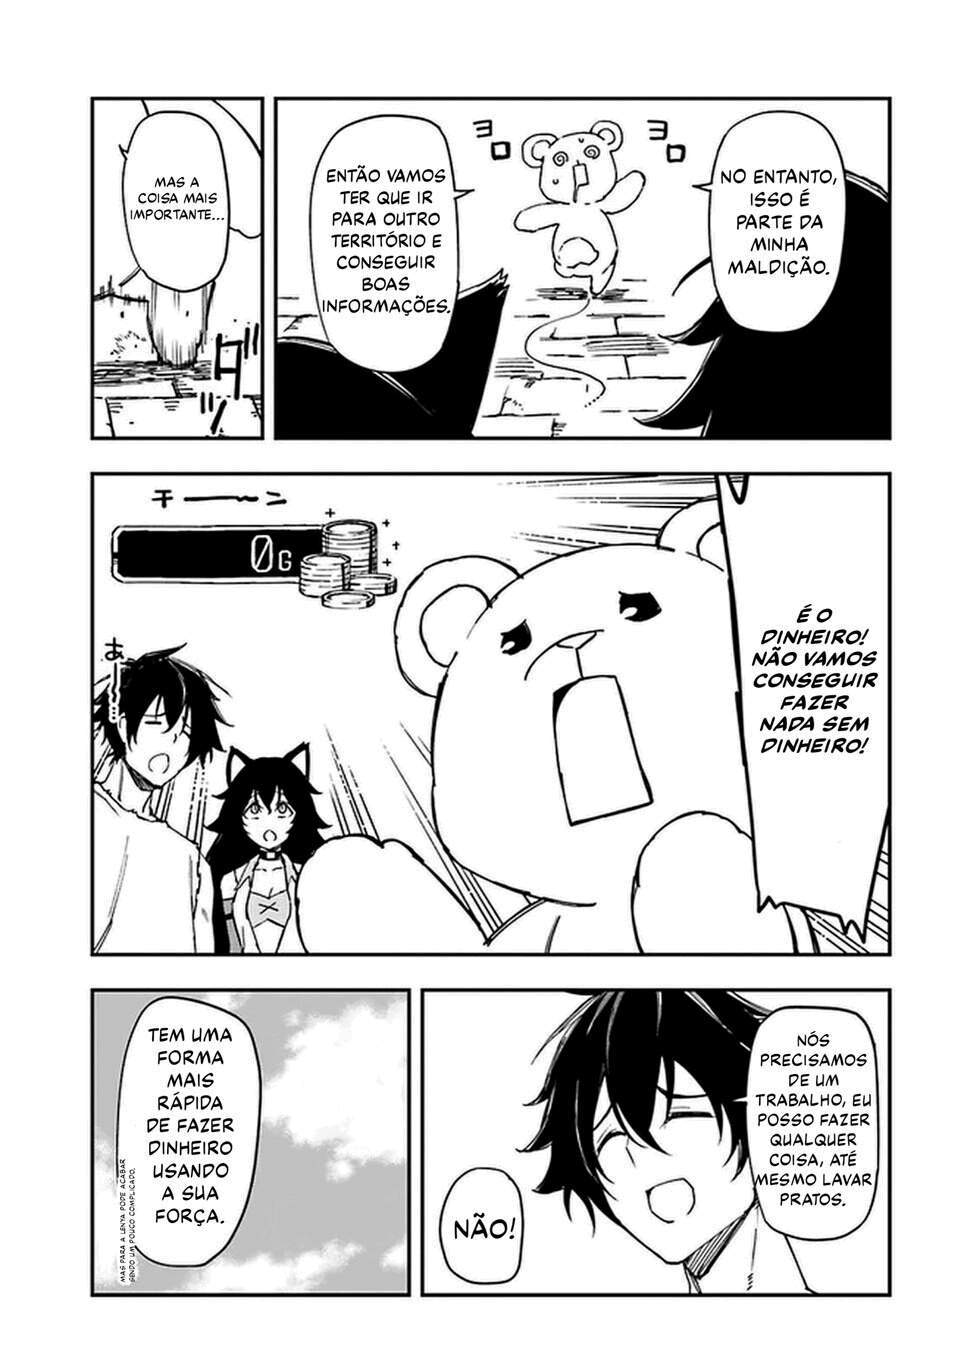 NO ENTANTO,
ISSO É
PARTE DA
MINHA
MALDIÇÃO.
ヨロ
ヨロ
ENTÃO VAMOS
TER QUE IR
PARA OUTRO
TERRITÓRIO E
CONSEGUIR
BOAS
INFORMAÇÕES.
MAS A
COISA MAIS
IMPORTANTE...
É O
DINHEIRO!
NÃO VAMOS
CONSEGUIR
FAZER
NADA SEM
DINHEIRO!
チーーン
0G
あー…
NÓS
PRECISAMOS
DE UM
TRABALHO, EU
POSSO FAZER
QUALQUER
COISA, ATÉ
MESMO LAVAR
PRATOS.
NÃO!
TEM UMA
FORMA
MAIS
RÁPIDA
DE FAZER
DINHEIRO
USANDO
A SUA
FORÇA.
MAS PARA A LENYA PODE ACABAR
SENDO UM POUCO COMPLICADO.